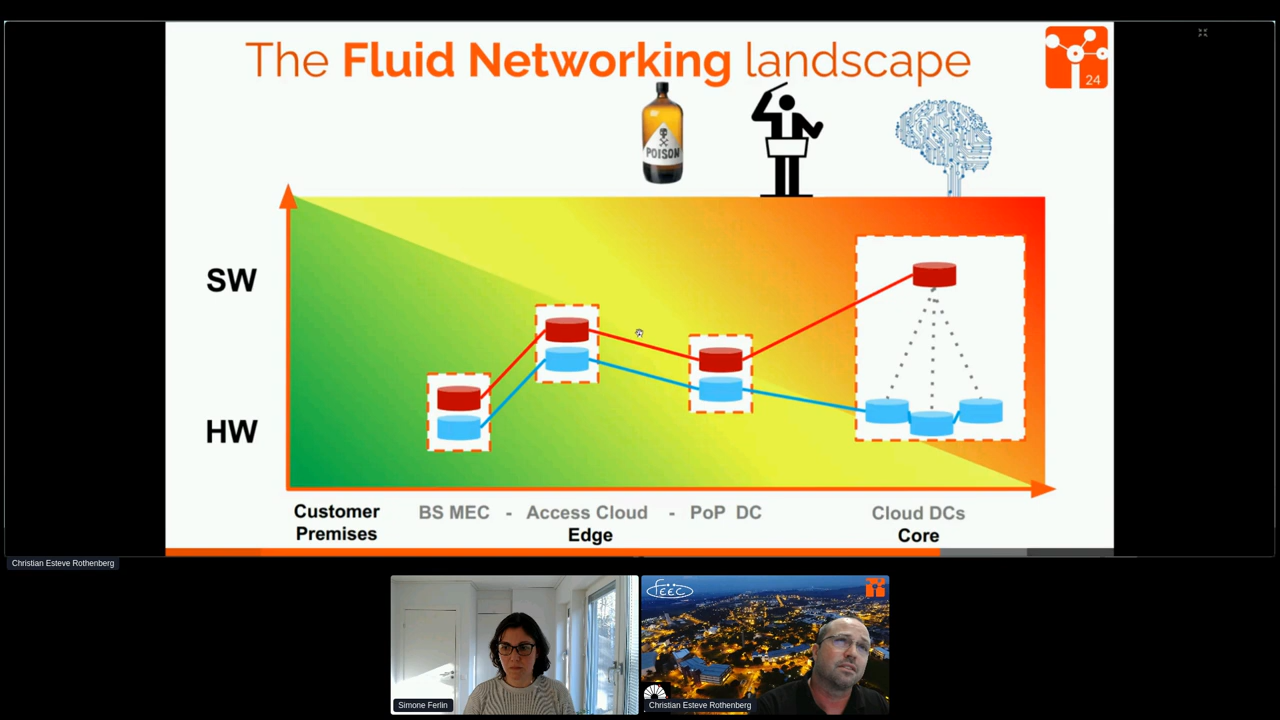 The Fluid Networking landscape
24
POISON
SW
HW
Customer
Premises
BS MEC - Access Cloud - PoP DC
Edge
Cloud DCs
Core
Christian Esteve Rothenberg
feec
Simone Ferlin
Christian Esteve Rothenberg